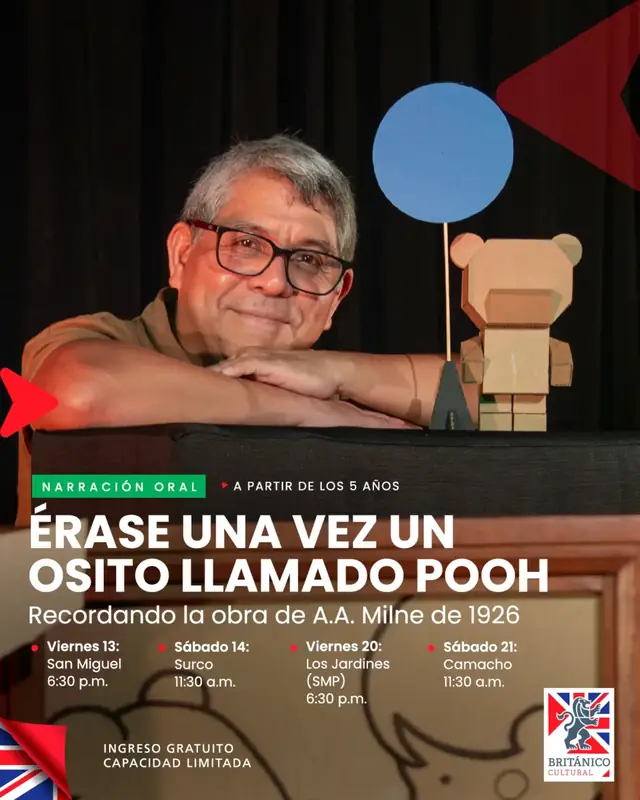 NARRACIÓN ORAL
A PARTIR DE LOS 5 AÑOS
ÉRASE UNA VEZ UN
OSITO LLAMADO POOH
Recordando la obra de A.A. Milne de 1926
Viernes 13:
San Miguel
6:30 p.m.
Sábado 14:
Surco
11:30 a.m.
Viernes 20:
Los Jardines
(SMP)
6:30 p.m.
Sábado 21:
Camacho
11:30 a.m.
INGRESO GRATUITO
CAPACIDAD LIMITADA
BRITÁNICO
CULTURAL